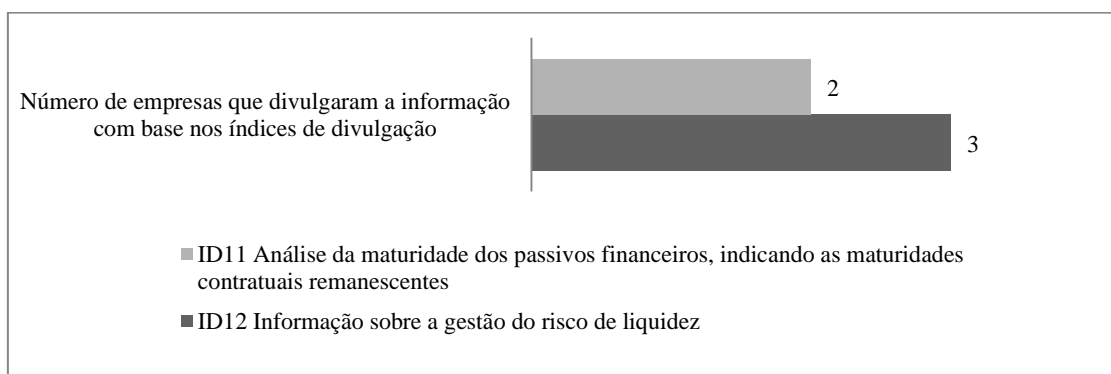 Número de empresas que divulgaram a informação
com base nos índices de divulgação
2
3
ID11 Análise da maturidade dos passivos financeiros, indicando as maturidades
contratuais remanescentes
ID12 Informação sobre a gestão do risco de liquidez